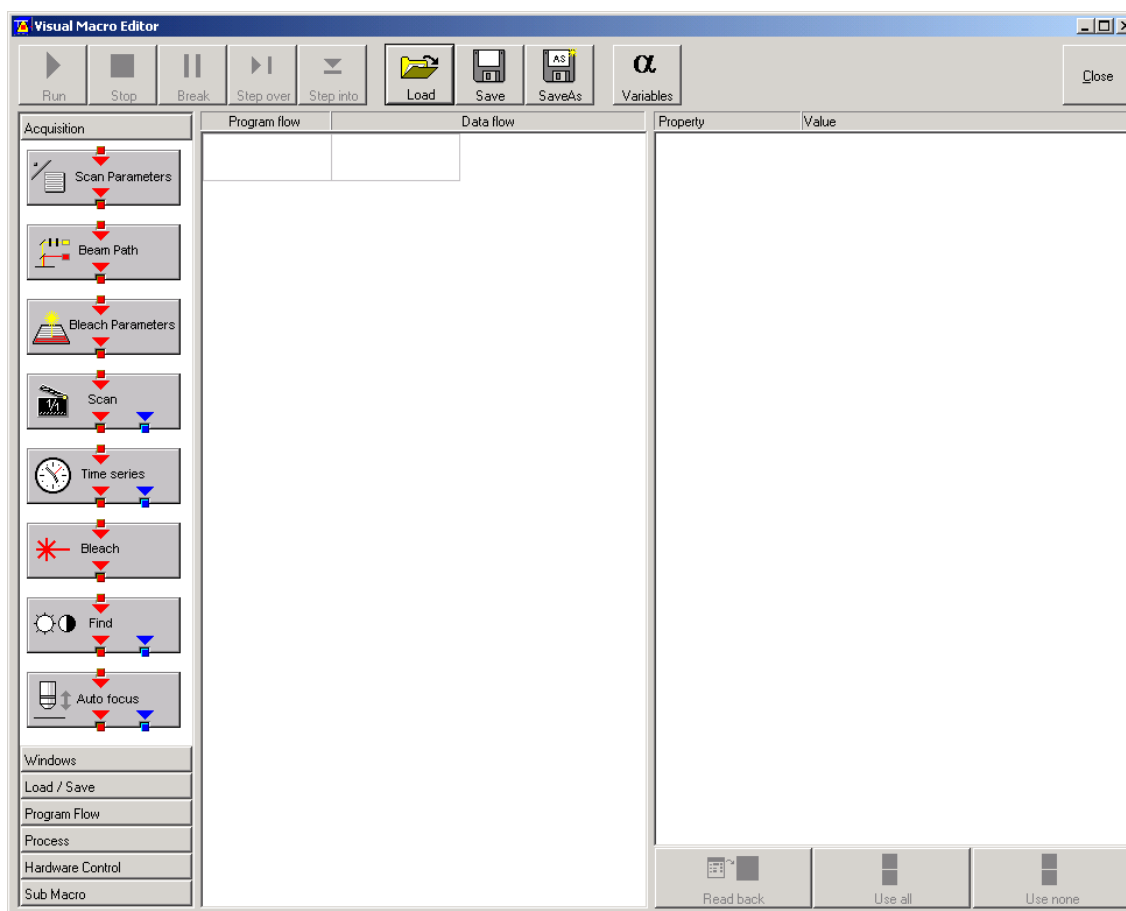 Visual Macro Editor
Run Stop Break Step over Step into Load Save AS SaveAs α Variables Close
Acquisition
Program flow Data flow Property Value
Scan Parameters
Beam Path
Bleach Parameters
1/1 Scan
Time series
Bleach
Find
Auto focus
Windows
Load / Save
Program Flow
Process
Hardware Control
Sub Macro
Read back Use all Use none